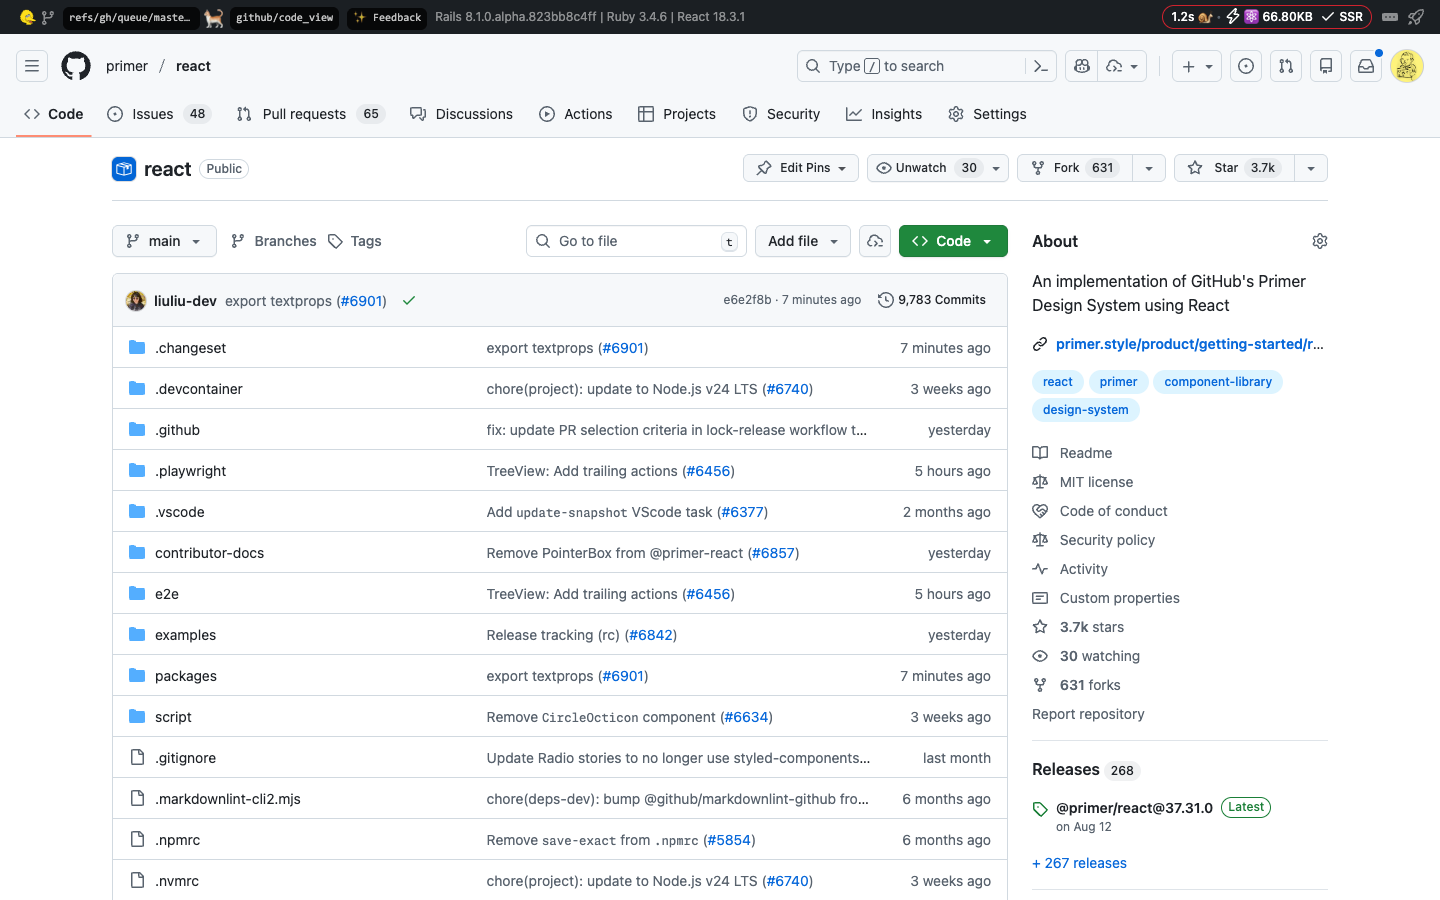 refs/gh/queue/maste… github/code_view ✨ Feedback Rails 8.1.0.alpha.823bb8c4ff | Ruby 3.4.6 | React 18.3.1 1.2s · 66.80KB SSR
primer / react Type / to search
Code Issues 48 Pull requests 65 Discussions Actions Projects Security Insights Settings
react Public Edit Pins Unwatch 30 Fork 631 Star 3.7k
main Branches Tags Go to file t Add file Code
liuliu-dev export textprops (#6901) e6e2f8b · 7 minutes ago 9,783 Commits
.changeset export textprops (#6901) 7 minutes ago
.devcontainer chore(project): update to Node.js v24 LTS (#6740) 3 weeks ago
.github fix: update PR selection criteria in lock-release workflow t… yesterday
.playwright TreeView: Add trailing actions (#6456) 5 hours ago
.vscode Add update-snapshot VScode task (#6377) 2 months ago
contributor-docs Remove PointerBox from @primer-react (#6857) yesterday
e2e TreeView: Add trailing actions (#6456) 5 hours ago
examples Release tracking (rc) (#6842) yesterday
packages export textprops (#6901) 7 minutes ago
script Remove CircleOcticon component (#6634) 3 weeks ago
.gitignore Update Radio stories to no longer use styled-components… last month
.markdownlint-cli2.mjs chore(deps-dev): bump @github/markdownlint-github fro… 6 months ago
.npmrc Remove save-exact from .npmrc (#5854) 6 months ago
.nvmrc chore(project): update to Node.js v24 LTS (#6740) 3 weeks ago
About
An implementation of GitHub's Primer
Design System using React
primer.style/product/getting-started/r…
react primer component-library
design-system
Readme
MIT license
Code of conduct
Security policy
Activity
Custom properties
3.7k stars
30 watching
631 forks
Report repository
Releases 268
@primer/react@37.31.0 Latest
on Aug 12
+ 267 releases